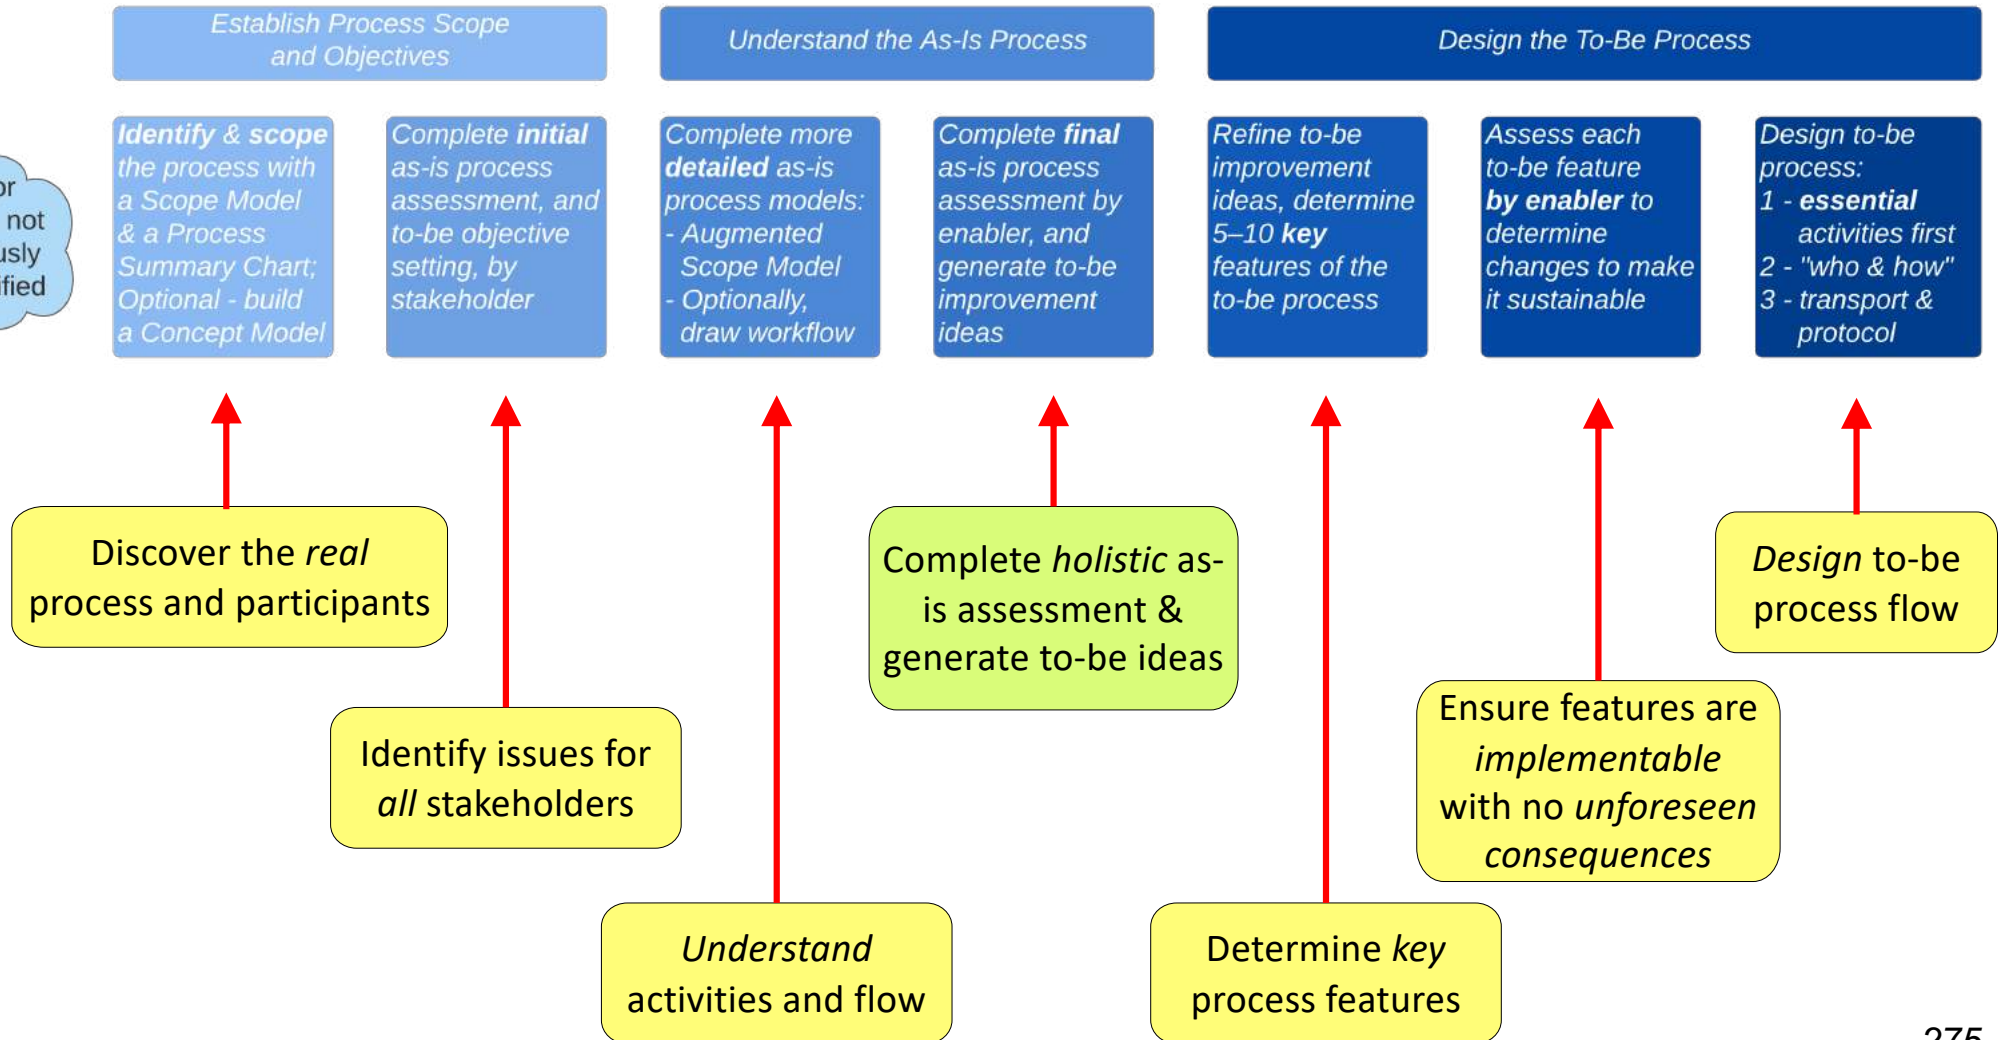 Establish Process Scope
and Objectives
Understand the As-Is Process
Design the To-Be Process
not
Identify & scope
the process with
a Scope Model
& a Process
Summary Chart;
Optional - build
a Concept Model
Complete initial
as-is process
assessment, and
to-be objective
setting, by
stakeholder
Complete more
detailed as-is
process models:
- Augmented
Scope Model
- Optionally,
draw workflow
Complete final
as-is process
assessment by
enabler, and
generate to-be
improvement
ideas
Refine to-be
improvement
ideas, determine
5–10 key
features of the
to-be process
Assess each
to-be feature
by enabler to
determine
changes to make
it sustainable
Design to-be
process:
1 - essential
activities first
2 - "who & how"
3 - transport &
protocol
Discover the real
process and participants
Identify issues for
all stakeholders
Understand
activities and flow
Complete holistic as-
is assessment &
generate to-be ideas
Determine key
process features
Ensure features are
implementable
with no unforeseen
consequences
Design to-be
process flow
275